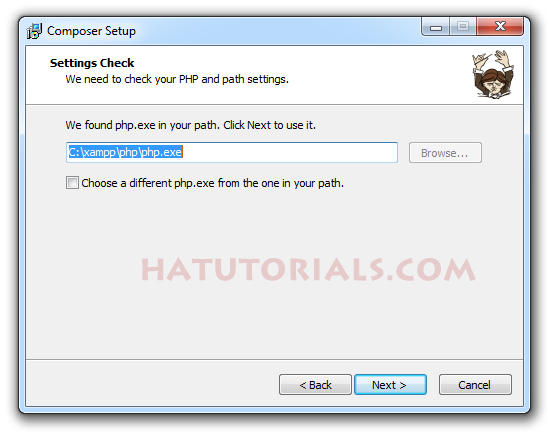 Composer Setup
Settings Check
We need to check your PHP and path settings.
We found php.exe in your path. Click Next to use it.
C:\xampp\php\php.exe
Browse...
Choose a different php.exe from the one in your path.
HATUTORIALS.COM
< Back
Next >
Cancel